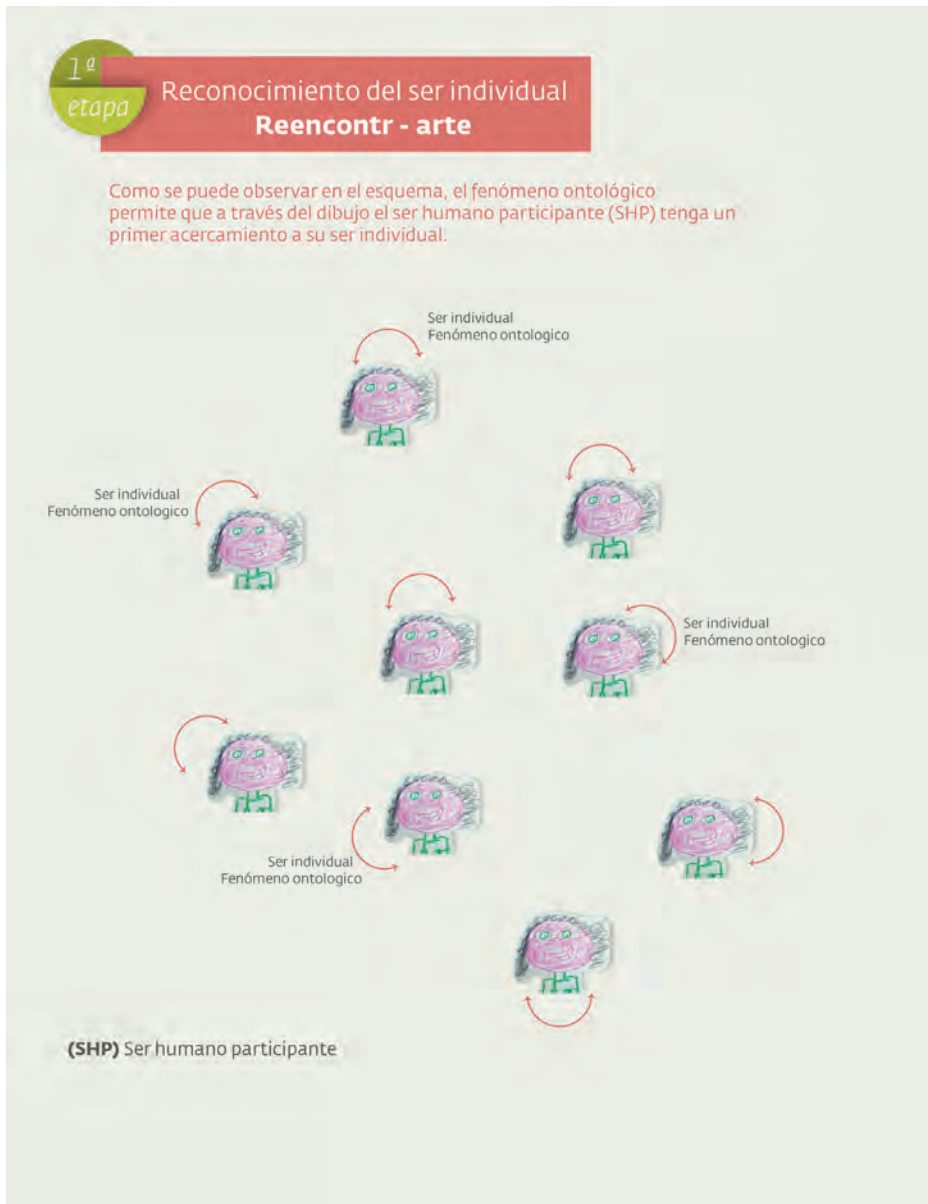 1ª
etapa
Reconocimiento del ser individual
Reencontr - arte
Como se puede observar en el esquema, el fenómeno ontológico
permite que a través del dibujo el ser humano participante (SHP) tenga un
primer acercamiento a su ser individual.
Ser individual
Fenómeno ontologico
Ser individual
Fenómeno ontologico
Ser individual
Fenómeno ontologico
Ser individual
Fenómeno ontologico
(SHP) Ser humano participante